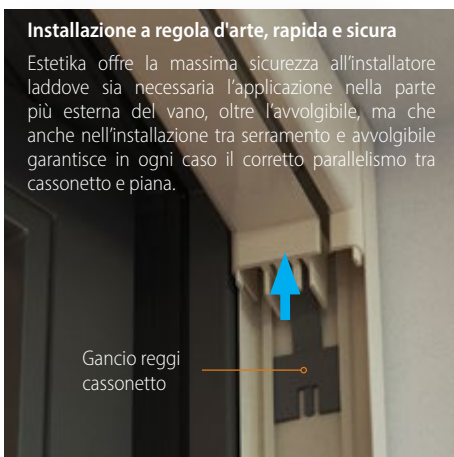 Installazione a regola d'arte, rapida e sicura
Estetika offre la massima sicurezza all’installatore
laddove sia necessaria l’applicazione nella parte
più esterna del vano, oltre l’avvolgibile, ma che
anche nell’installazione tra serramento e avvolgibile
garantisce in ogni caso il corretto parallelismo tra
cassonetto e piana.
Gancio reggi
cassonetto